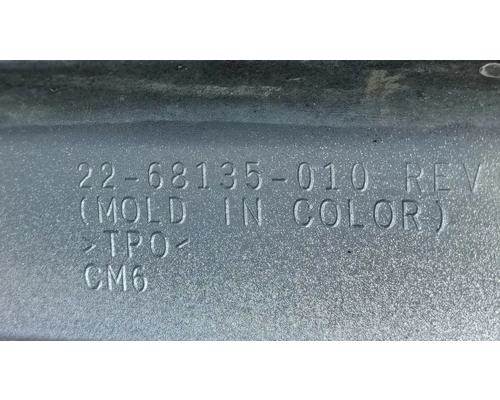 22-68135-010 REV
(MOLD IN COLOR)
>TPO<
CM6